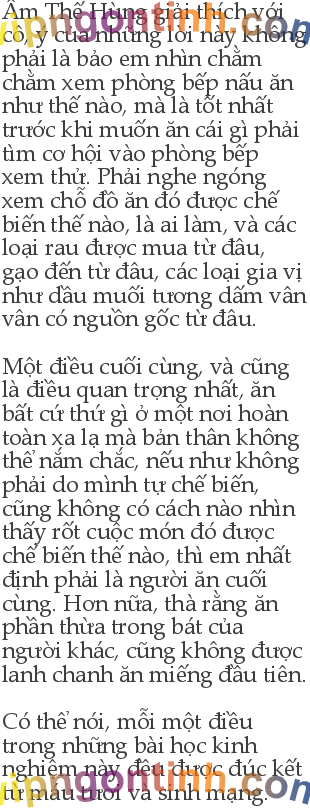 Âm Thế Hùng giải thích với
cô, ý của những lời này không
phải là bảo em nhìn chằm
chằm xem phòng bếp nấu ăn
như thế nào, mà là tốt nhất
trước khi muốn ăn cái gì phải
tìm cơ hội vào phòng bếp
xem thử. Phải nghe ngóng
xem chỗ đồ ăn đó được chế
biến thế nào, là ai làm, và các
loại rau được mua từ đâu,
gạo đến từ đâu, các loại gia vị
như dầu muối tương dấm vân
vân có nguồn gốc từ đâu.
Một điều cuối cùng, và cũng
là điều quan trọng nhất, ăn
bất cứ thứ gì ở một nơi hoàn
toàn xa lạ mà bản thân không
thể nắm chắc, nếu như không
phải do mình tự chế biến,
cũng không có cách nào nhìn
thấy rốt cuộc món đó được
chế biến thế nào, thì em nhất
định phải là người ăn cuối
cùng. Hơn nữa, thà rằng ăn
phần thừa trong bát của
người khác, cũng không được
lanh chanh ăn miếng đầu tiên.
Có thể nói, mỗi một điều
trong những bài học kinh
nghiệm này đều được đúc kết
từ máu tươi và sinh mạng.